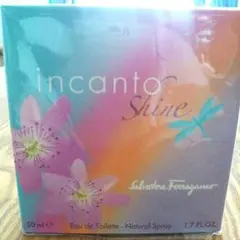 incanto
Shine
Salvatore Ferragamo
50 ml ℮ Eau de Toilette - Natural Spray 1.7 FL.OZ.